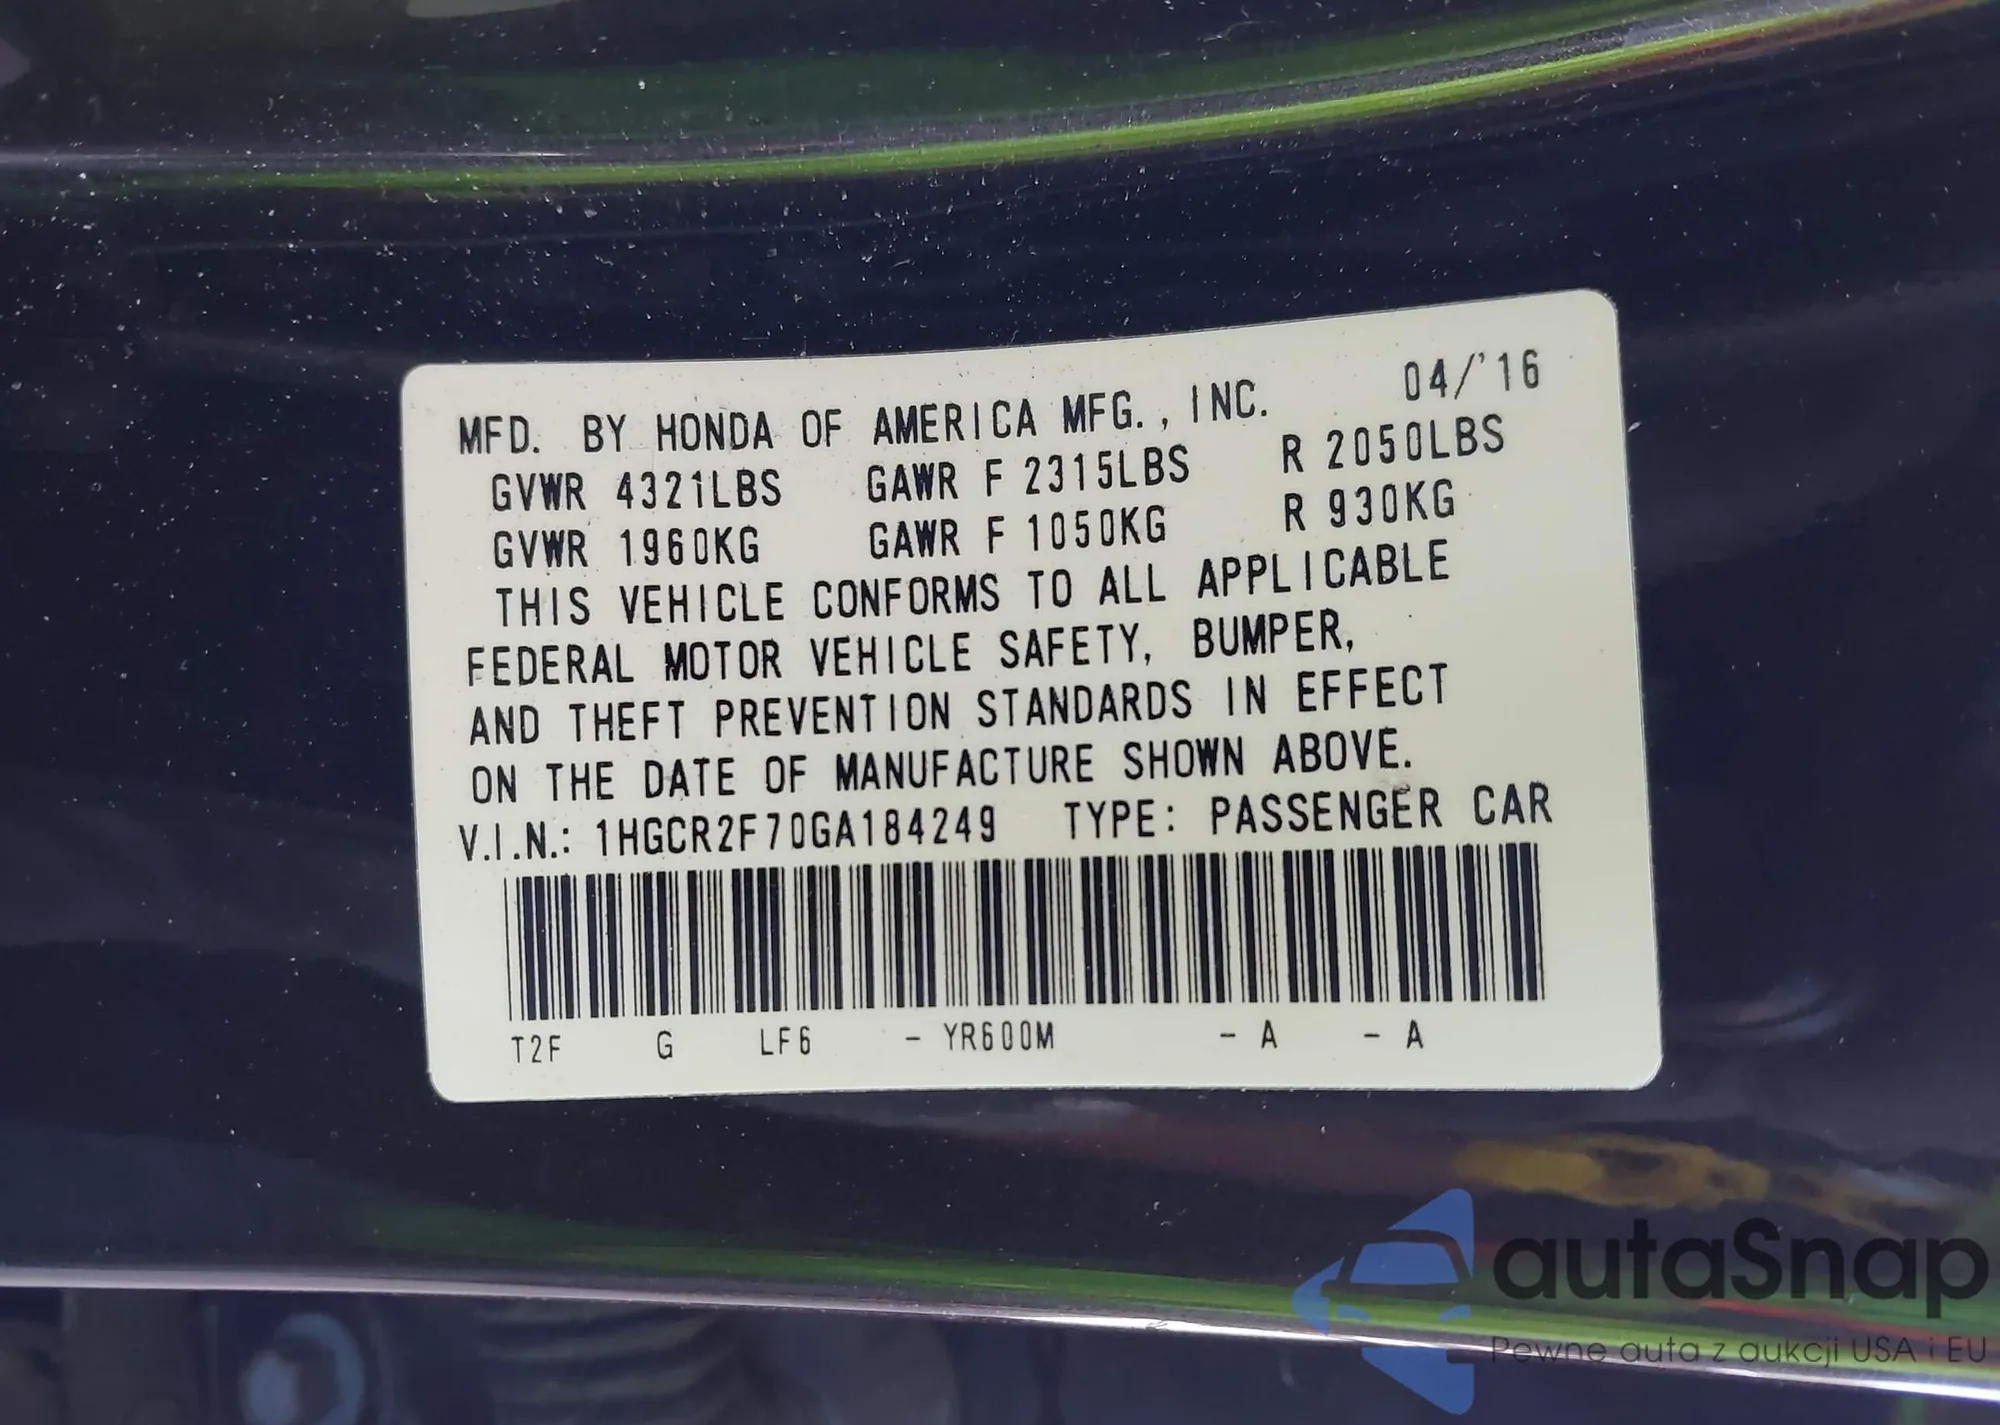 04/'16
MFD. BY HONDA OF AMERICA MFG., INC.
GVWR 4321LBS GAWR F 2315LBS R 2050LBS
GVWR 1960KG GAWR F 1050KG R 930KG
THIS VEHICLE CONFORMS TO ALL APPLICABLE
FEDERAL MOTOR VEHICLE SAFETY, BUMPER,
AND THEFT PREVENTION STANDARDS IN EFFECT
ON THE DATE OF MANUFACTURE SHOWN ABOVE.
V.I.N.: 1HGCR2F70GA184249 TYPE: PASSENGER CAR
T2F G LF6 - YR600M - A - A
autaSnap
Pewne auta z aukcji USA i EU